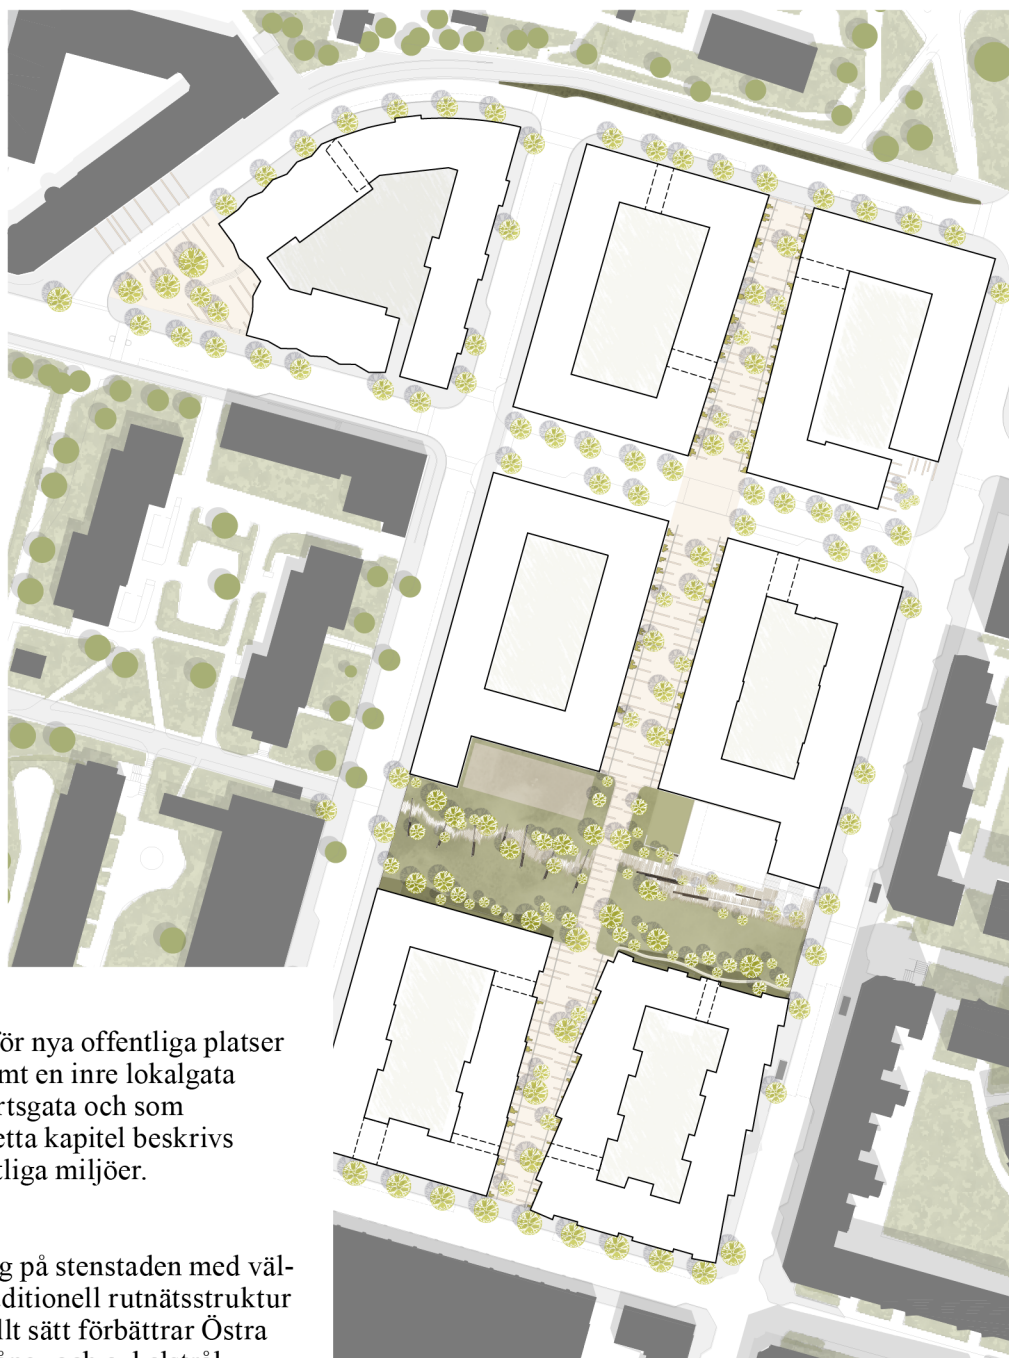 ör nya offentliga platser
mt en inre lokalgata
rtsgata och som
etta kapitel beskrivs
tliga miljöer.
g på stenstaden med väl-
ditionell rutnätsstruktur
llt sätt förbättrar Östra